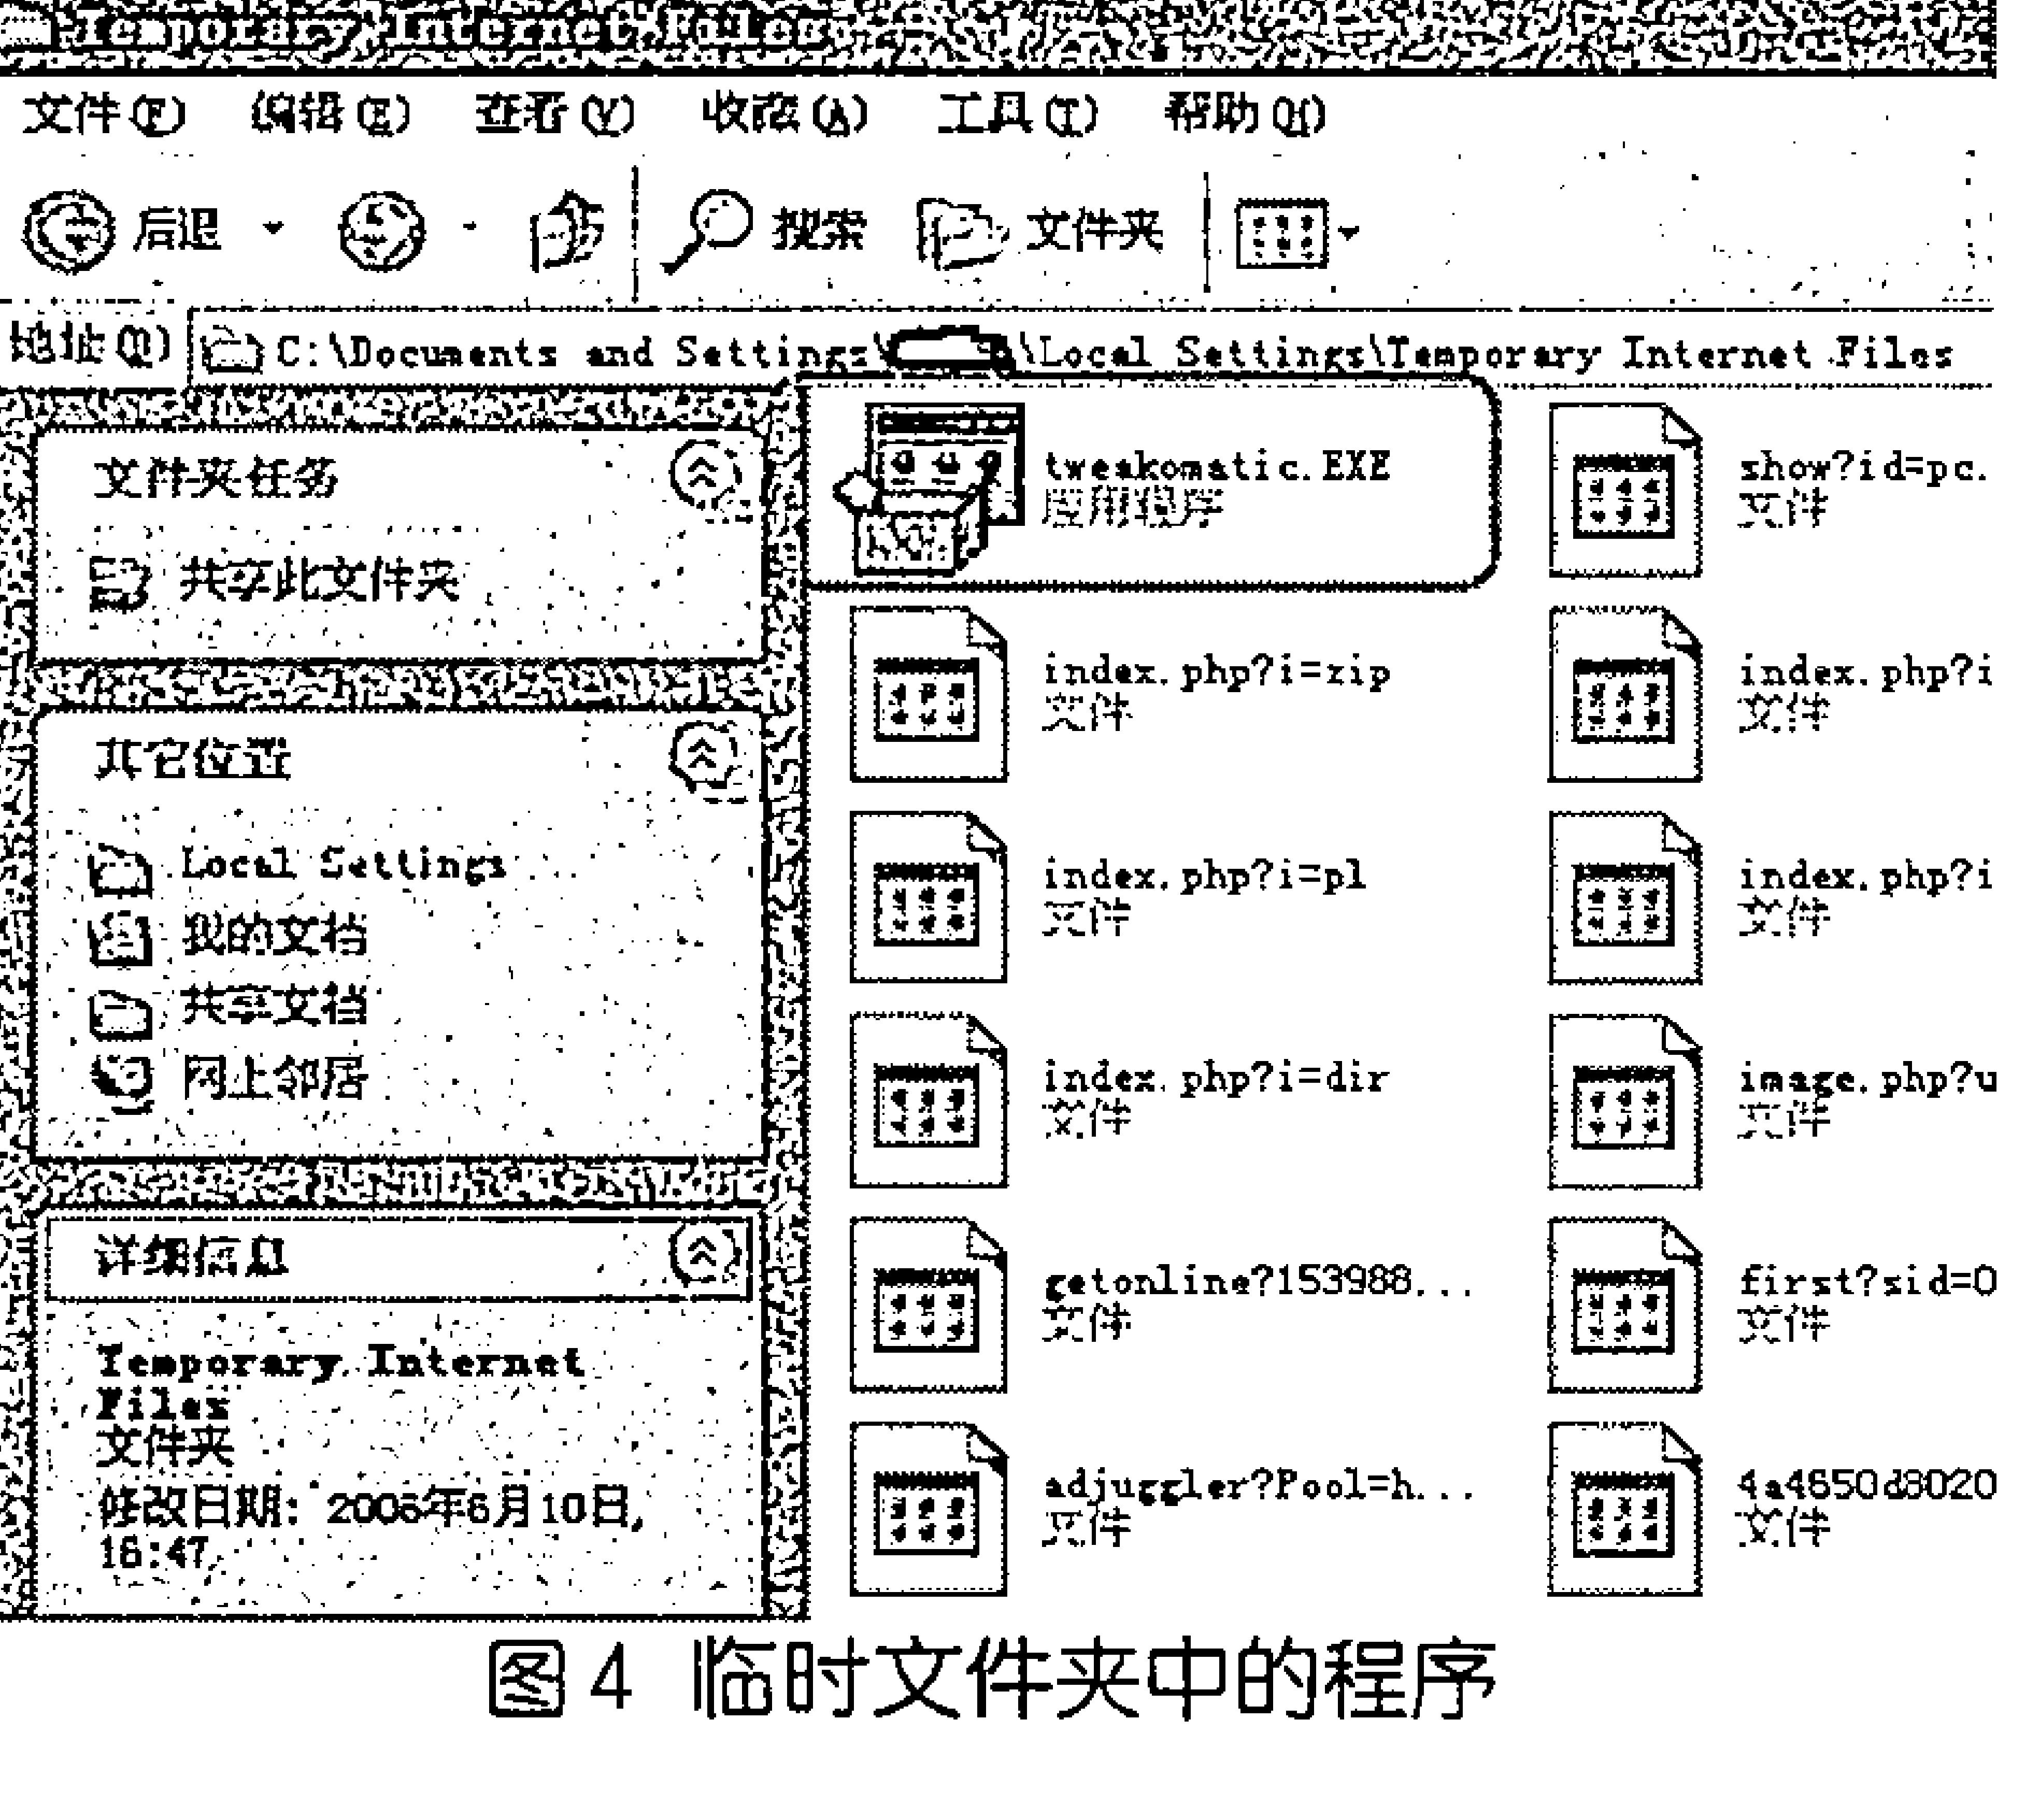 Temporary Internet Files
文件(F) 编辑(E) 查看(V) 收藏(A) 工具(T) 帮助(H)
后退 搜索 文件夹
地址(D) C:\Documents and Settings\ \Local Settings\Temporary Internet Files
文件夹任务
共享此文件夹
其它位置
Local Settings
我的文档
共享文档
网上邻居
详细信息
Temporary Internet
Files
文件夹
修改日期: 2006年6月10日,
16:47
tweakomatic.EXE
应用程序
show?id=pc.
文件
index.php?i=zip
文件
index.php?i
文件
index.php?i=pl
文件
index.php?i
文件
index.php?i=dir
文件
image.php?u
文件
getonline?153988...
文件
first?sid=0
文件
adjuggler?Pool=h...
文件
4a4650d8020
文件
图 4 临时文件夹中的程序